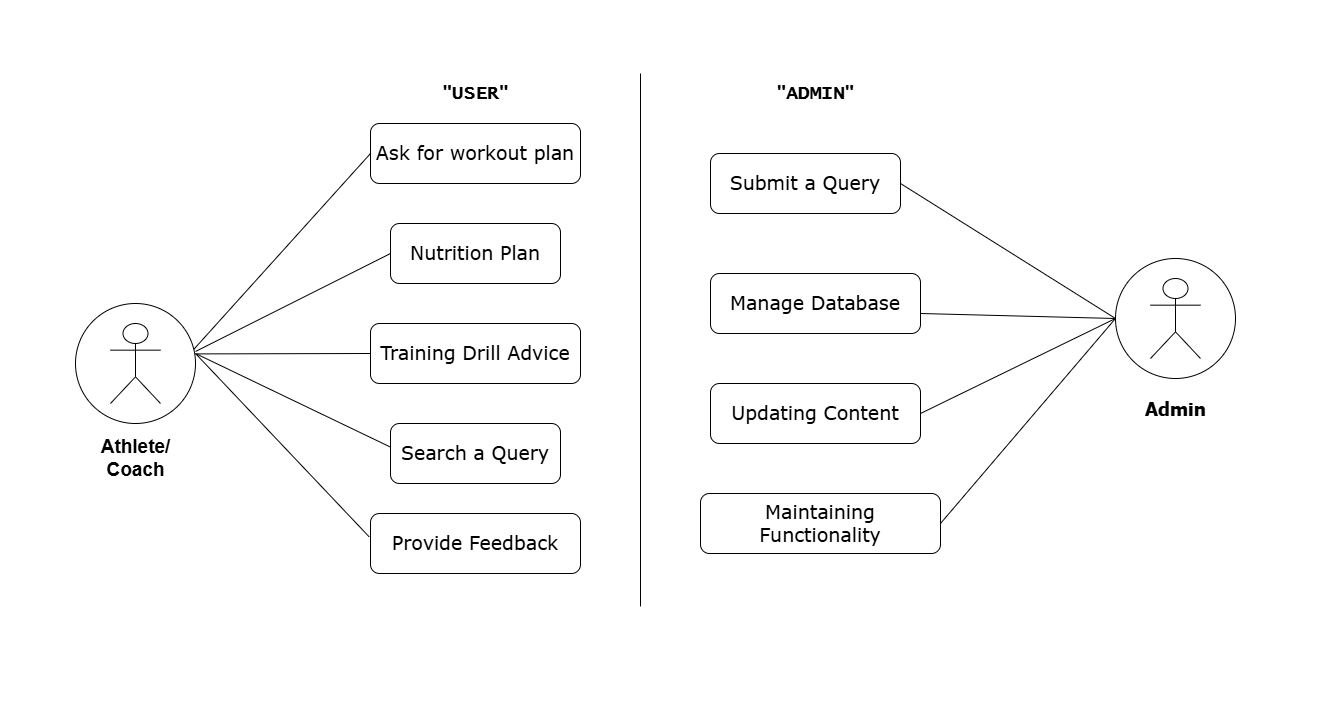 "USER"
Ask for workout plan
Nutrition Plan
Training Drill Advice
Search a Query
Provide Feedback
Athlete/
Coach
"ADMIN"
Submit a Query
Manage Database
Updating Content
Maintaining
Functionality
Admin